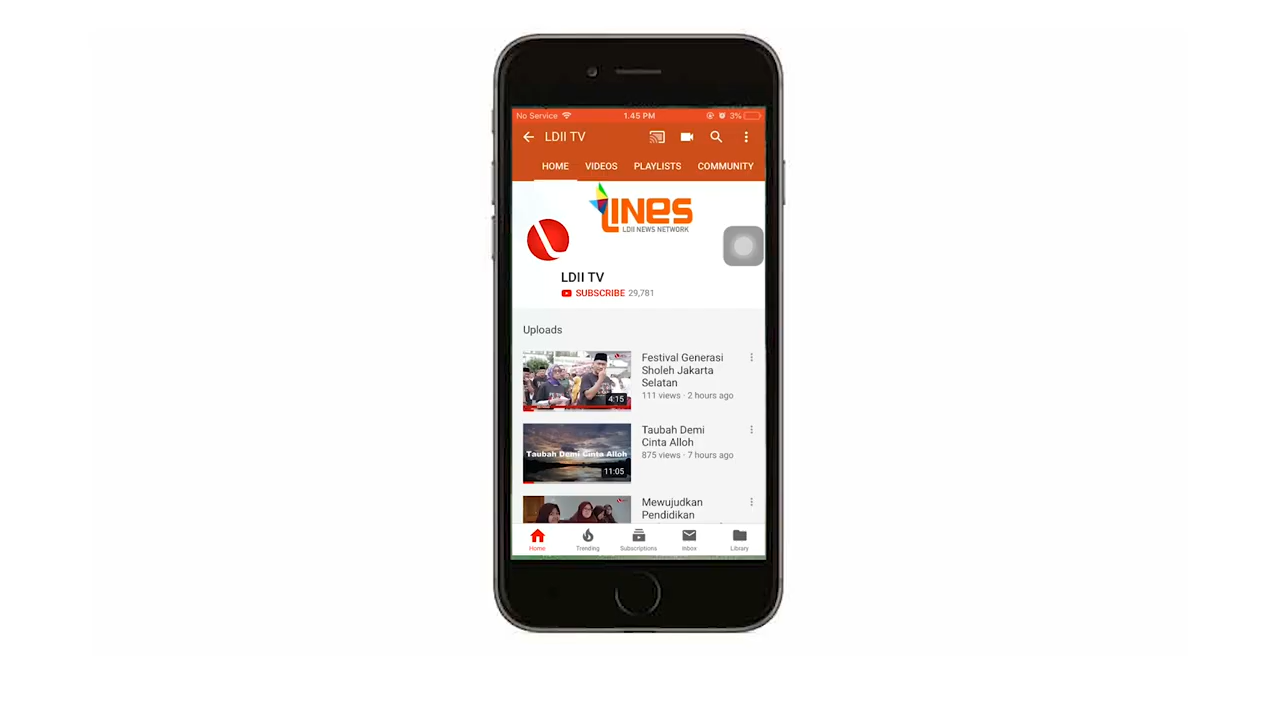 No Service 1.45 PM 3%
LDII TV
HOME VIDEOS PLAYLISTS COMMUNITY
LINES
LDII NEWS NETWORK
LDII TV
SUBSCRIBE 29,781
Uploads
Festival Generasi
Sholeh Jakarta
Selatan
111 views · 2 hours ago
4:15
Taubah Demi
Cinta Alloh
875 views · 7 hours ago
Taubah Demi Cinta Alloh
11:05
Mewujudkan
Pendidikan
Home Trending Subscriptions Inbox Library